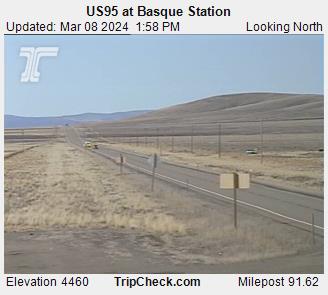 US95 at Basque Station
Updated: Mar 08 2024 1:58 PM Looking North
Elevation 4460 TripCheck.com Milepost 91.62